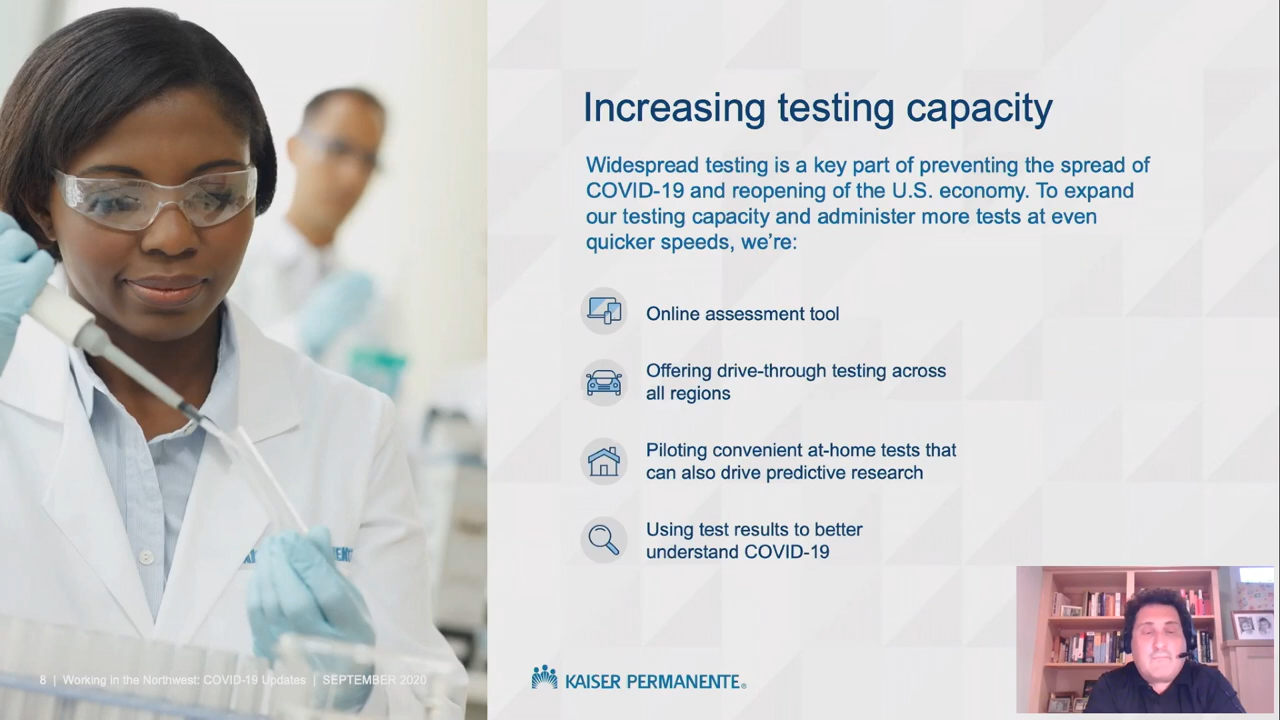 Increasing testing capacity
Widespread testing is a key part of preventing the spread of
COVID-19 and reopening of the U.S. economy. To expand
our testing capacity and administer more tests at even
quicker speeds, we're:
Online assessment tool
Offering drive-through testing across
all regions
Piloting convenient at-home tests that
can also drive predictive research
Using test results to better
understand COVID-19
8 | Working in the Northwest: COVID-19 Updates | SEPTEMBER 2020
KAISER PERMANENTE®